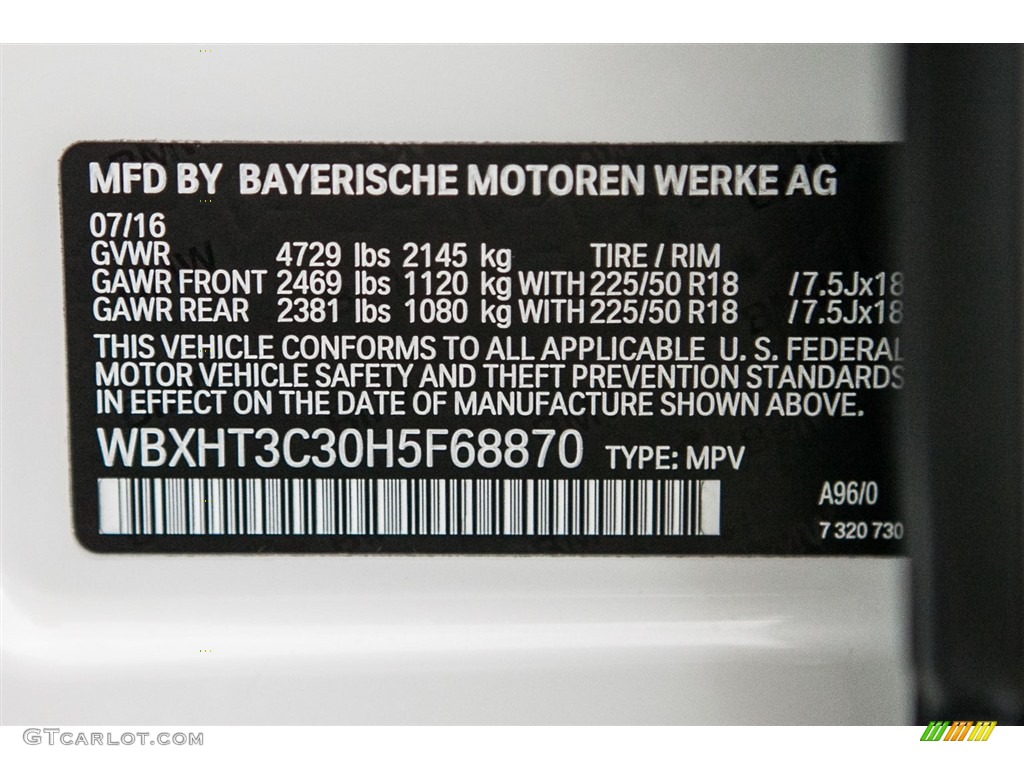 MFD BY BAYERISCHE MOTOREN WERKE AG
07/16
GVWR 4729 lbs 2145 kg TIRE / RIM
GAWR FRONT 2469 lbs 1120 kg WITH 225/50 R18 / 7.5Jx18
GAWR REAR 2381 lbs 1080 kg WITH 225/50 R18 / 7.5Jx18
THIS VEHICLE CONFORMS TO ALL APPLICABLE U. S. FEDERAL
MOTOR VEHICLE SAFETY AND THEFT PREVENTION STANDARDS
IN EFFECT ON THE DATE OF MANUFACTURE SHOWN ABOVE.
WBXHT3C30H5F68870 TYPE: MPV
A96/0
7 320 730
GTCARLOT.COM